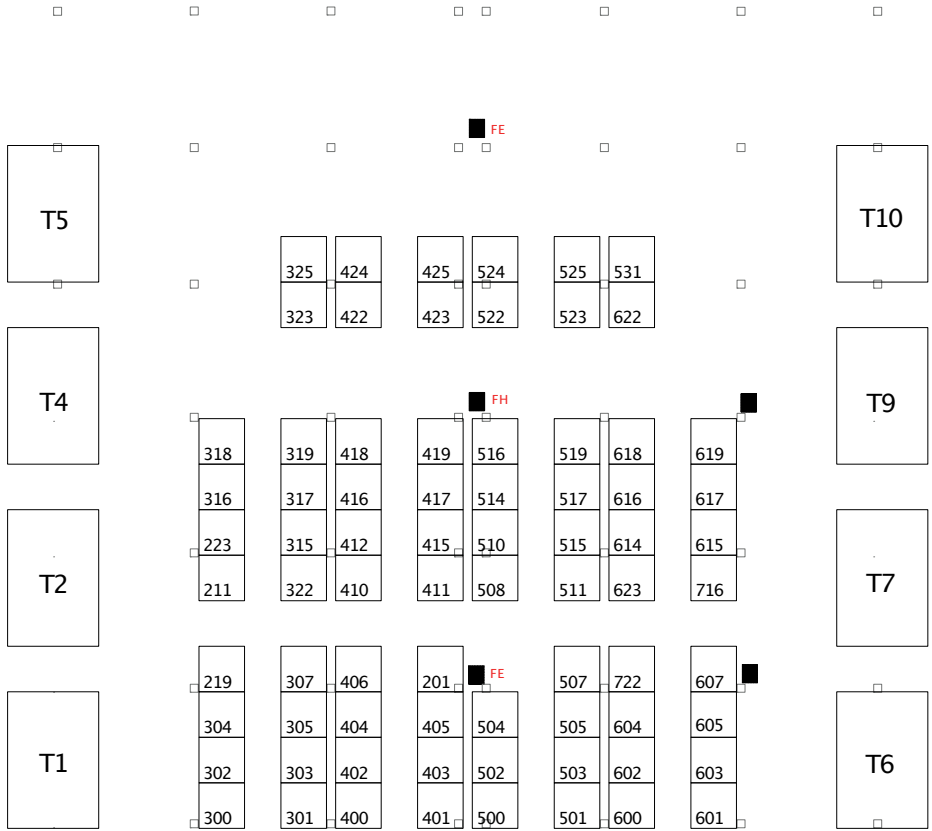 FE
T5 T10
325 424 425 524 525 531
323 422 423 522 523 622
T4 FH T9
318 319 418 419 516 519 618 619
316 317 416 417 514 517 616 617
223 315 412 415 510 515 614 615
T2 T7
211 322 410 411 508 511 623 716
219 307 406 201 FE 507 722 607
304 305 404 405 504 505 604 605
T1 T6
302 303 402 403 502 503 602 603
300 301 400 401 500 501 600 601